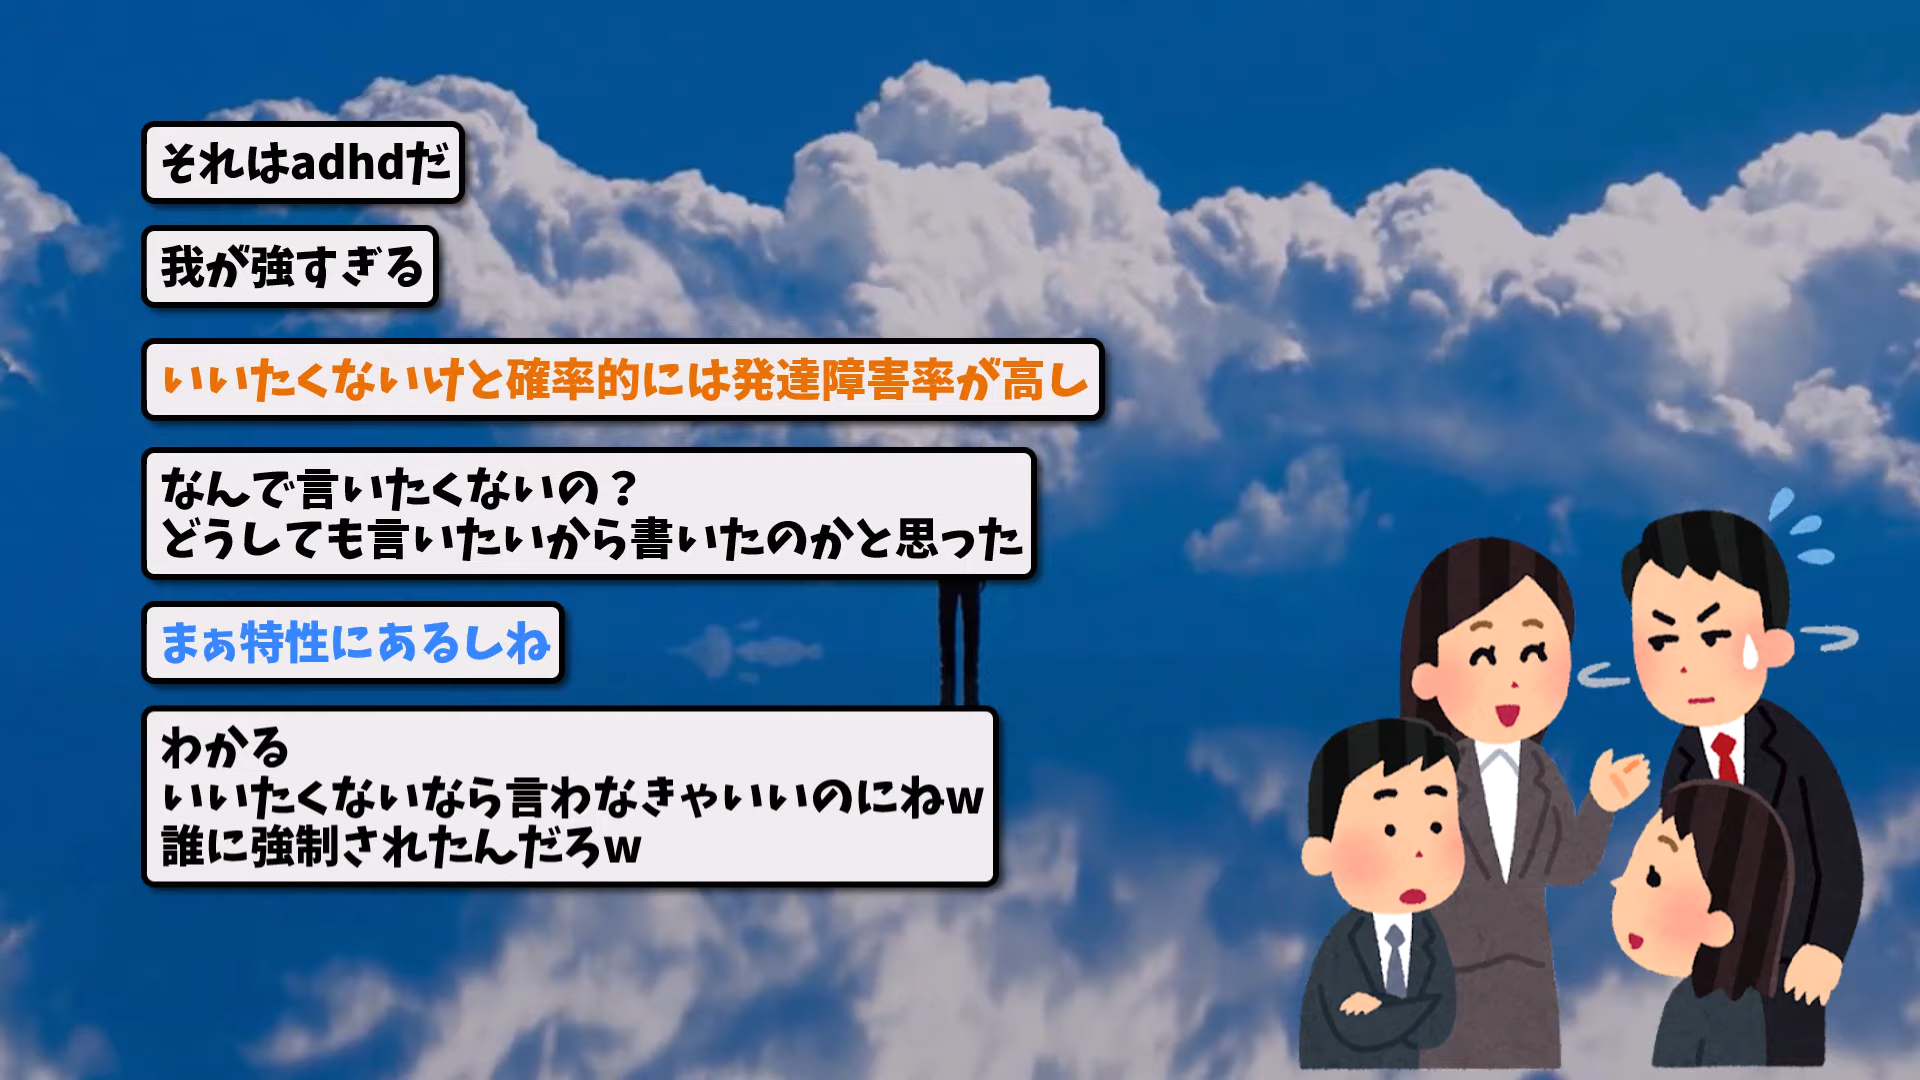 それはadhdだ
我が強すぎる
いいたくないけと確率的には発達障害率が高し
なんで言いたくないの？
どうしても言いたいから書いたのかと思った
まぁ特性にあるしね
わかる
いいたくないなら言わなきゃいいのにねw
誰に強制されたんだろw